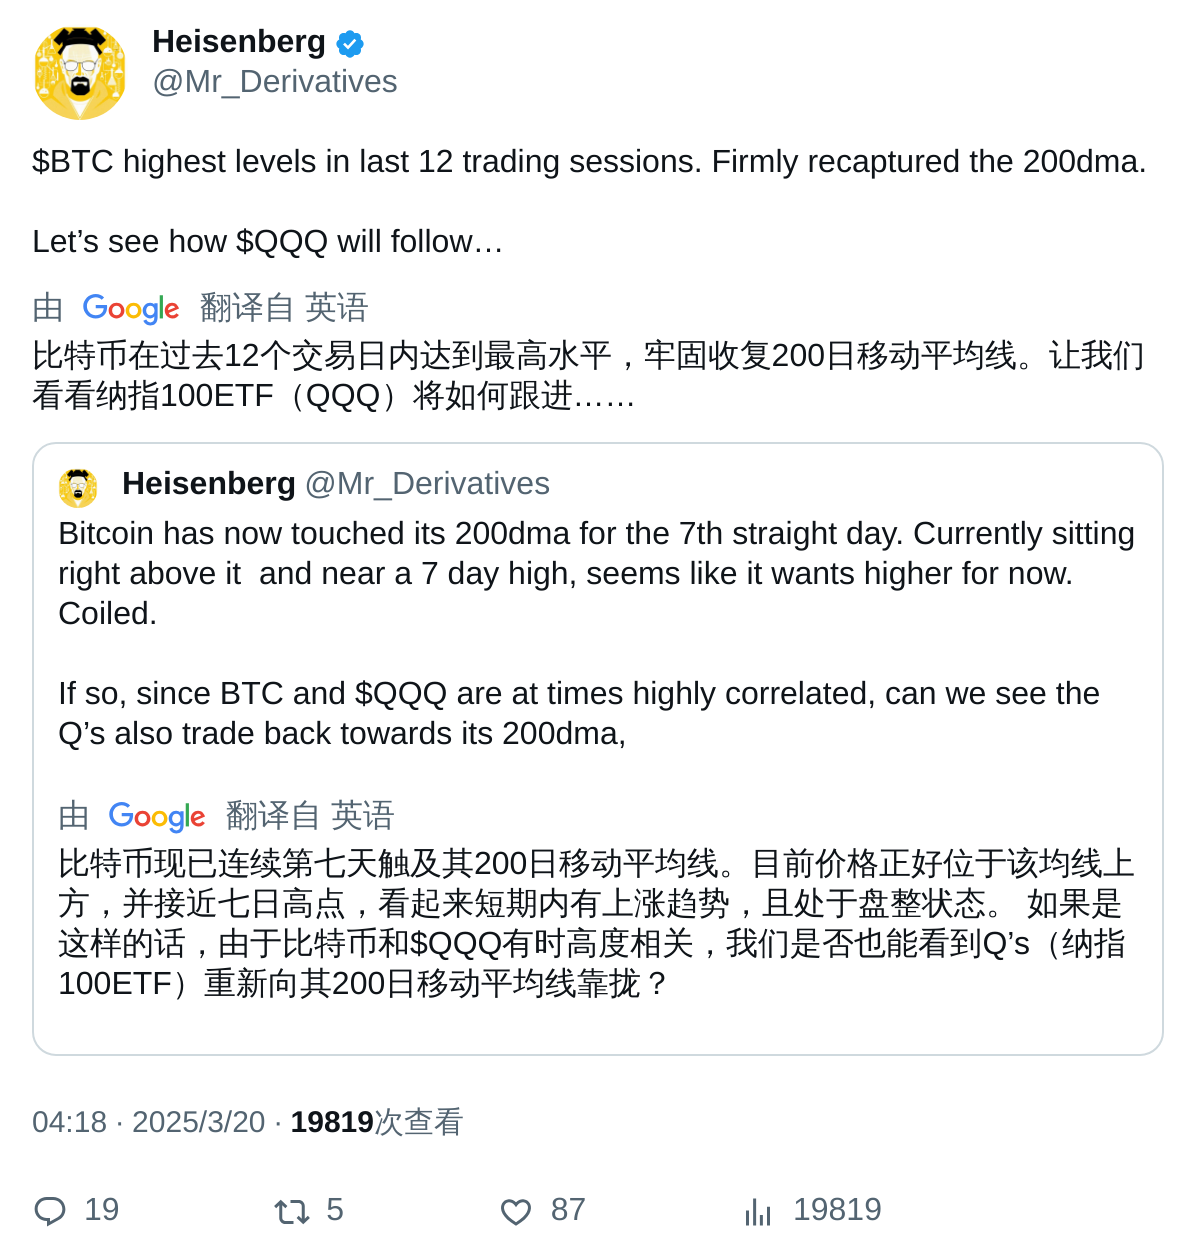 Heisenberg
@Mr_Derivatives
$BTC highest levels in last 12 trading sessions. Firmly recaptured the 200dma.
Let’s see how $QQQ will follow…
由 Google 翻译自 英语
比特币在过去12个交易日内达到最高水平，牢固收复200日移动平均线。让我们
看看纳指100ETF（QQQ）将如何跟进……
Heisenberg @Mr_Derivatives
Bitcoin has now touched its 200dma for the 7th straight day. Currently sitting
right above it  and near a 7 day high, seems like it wants higher for now.
Coiled.
If so, since BTC and $QQQ are at times highly correlated, can we see the
Q’s also trade back towards its 200dma,
由 Google 翻译自 英语
比特币现已连续第七天触及其200日移动平均线。目前价格正好位于该均线上
方，并接近七日高点，看起来短期内有上涨趋势，且处于盘整状态。 如果是
这样的话，由于比特币和$QQQ有时高度相关，我们是否也能看到Q’s（纳指
100ETF）重新向其200日移动平均线靠拢？
04:18 · 2025/3/20 · 19819次查看
19 5 87 19819